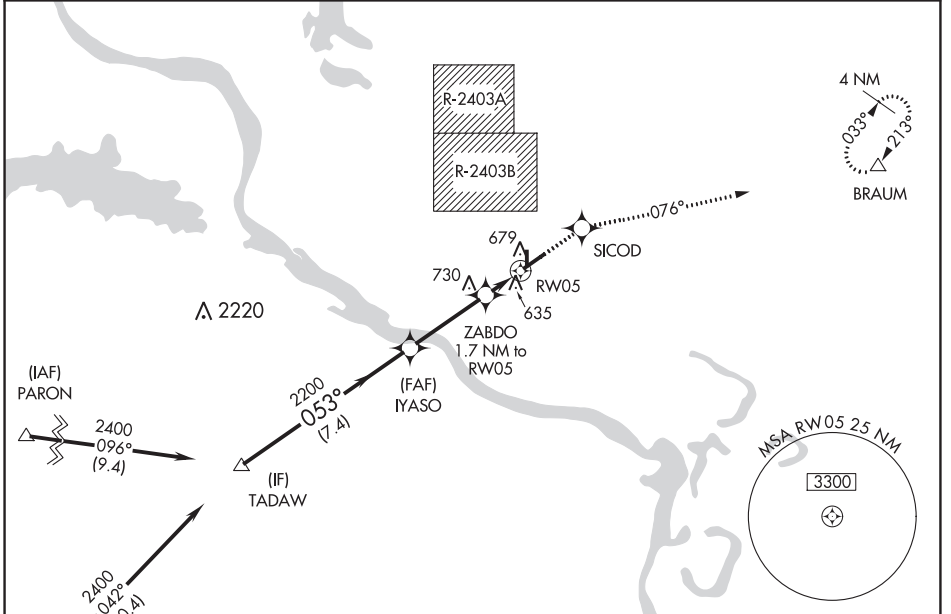 R-2403A
R-2403B
4 NM
033°
213°
BRAUM
076°
SICOD
679
RW05
730
635
ZABDO
1.7 NM to
RW05
2220
(FAF)
IYASO
2200
053°
(7.4)
(IAF)
PARON
2400
096°
(9.4)
(IF)
TADAW
MSA RW05 25 NM
3300
2400
042°
0.4)